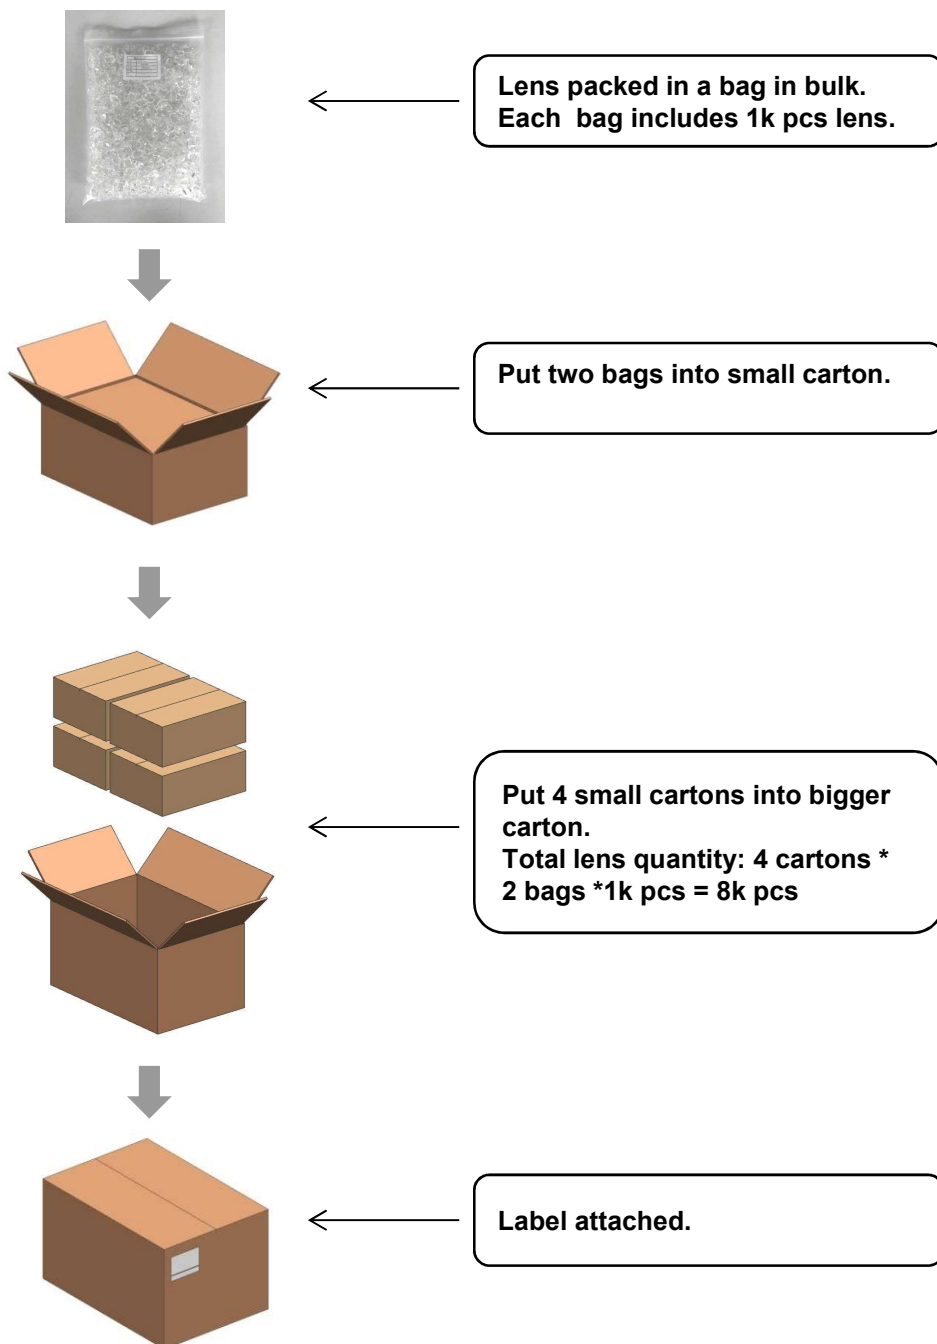 Lens packed in a bag in bulk.
Each  bag includes 1k pcs lens.
Put two bags into small carton.
Put 4 small cartons into bigger
carton.
Total lens quantity: 4 cartons *
2 bags *1k pcs = 8k pcs
Label attached.